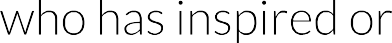 who has inspired or